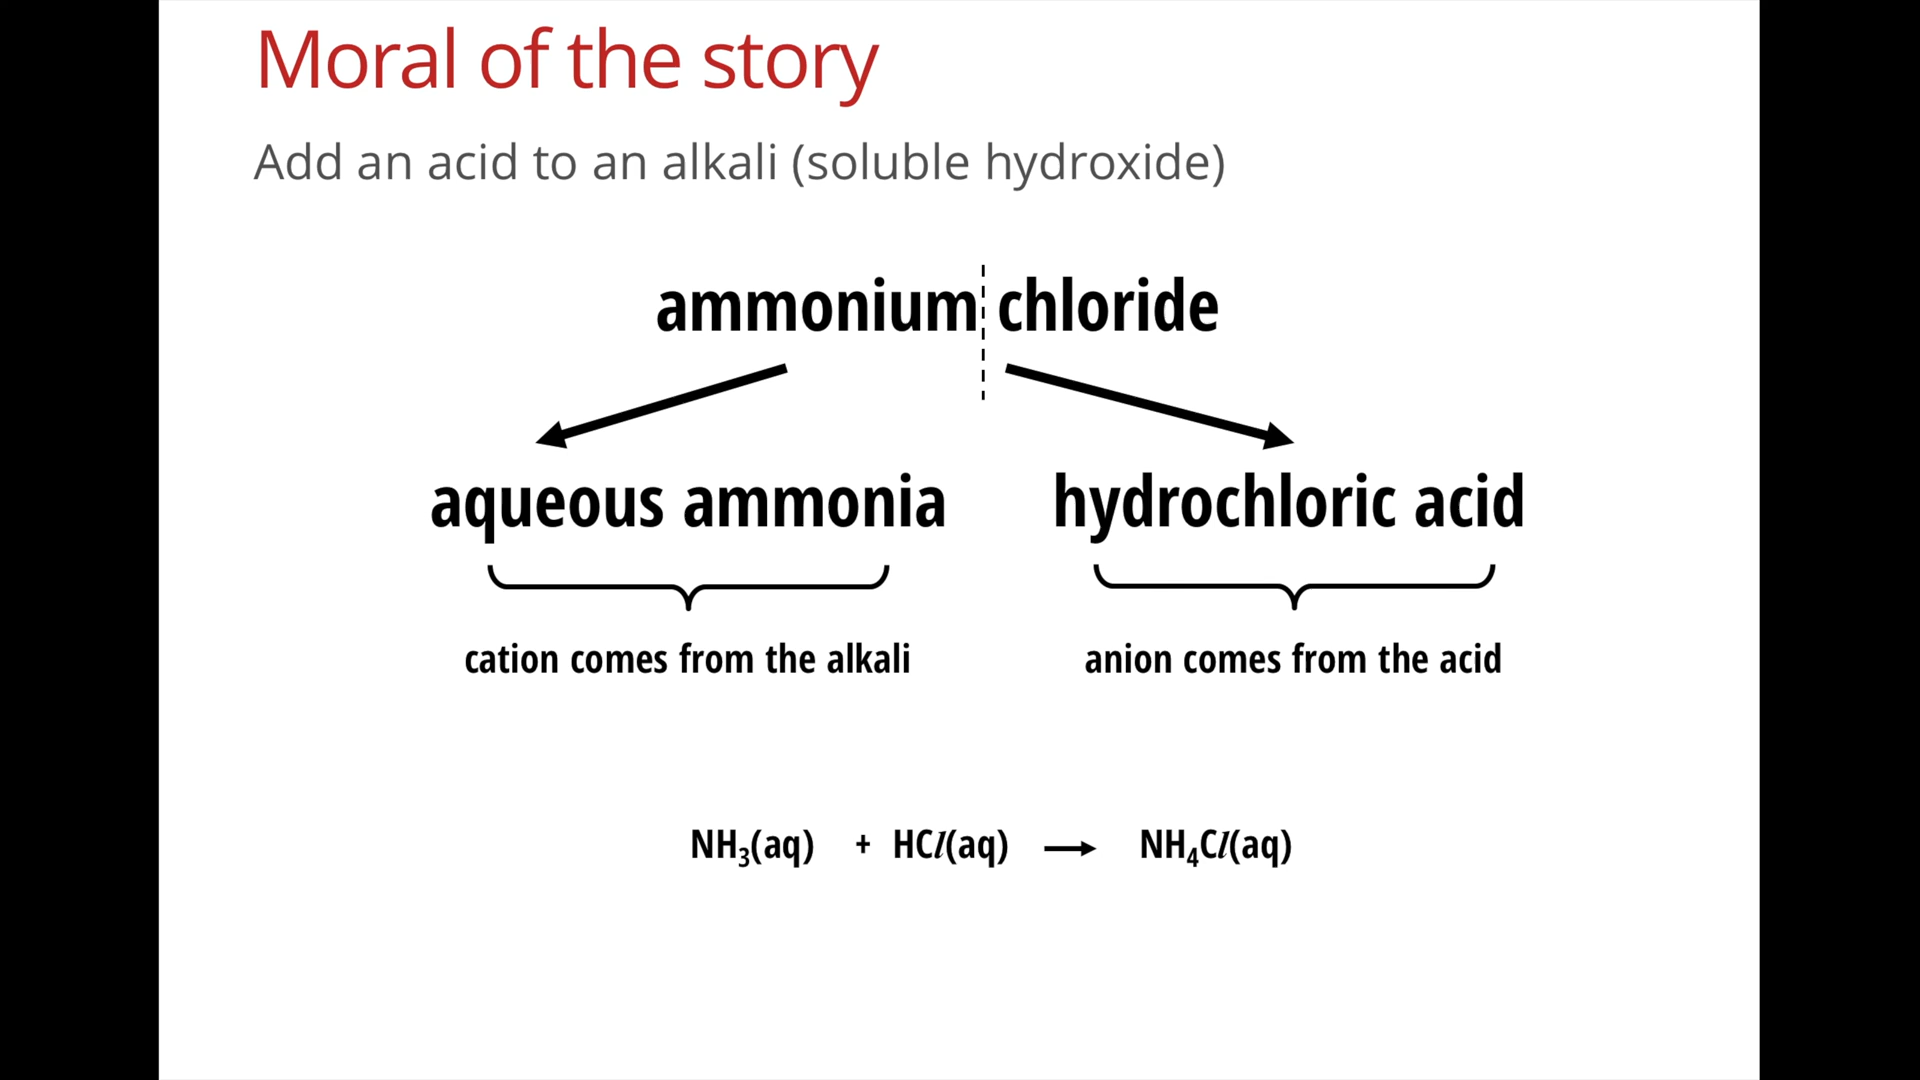 Moral of the story
Add an acid to an alkali (soluble hydroxide)
ammonium chloride
aqueous ammonia hydrochloric acid
cation comes from the alkali anion comes from the acid
NH₃(aq) + HCl(aq) → NH₄Cl(aq)